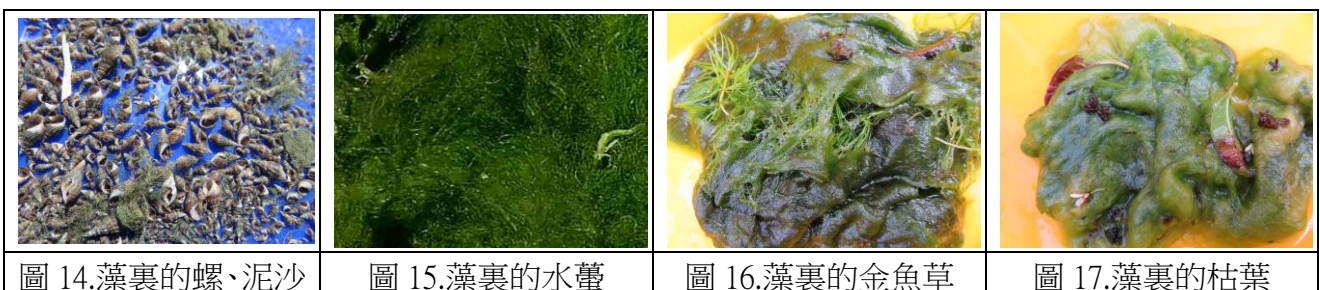 圖 14.藻裏的螺、泥沙
圖 15.藻裏的水蠆
圖 16.藻裏的金魚草
圖 17.藻裏的枯葉